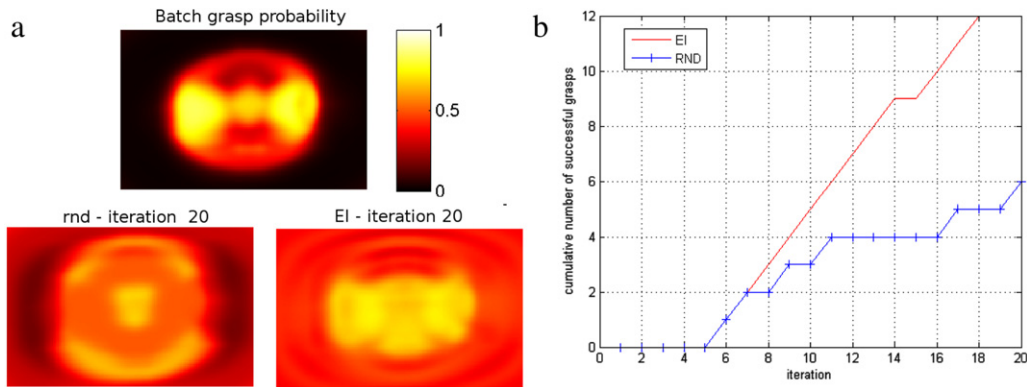 a
Batch grasp probability
1
0.5
0
rnd - iteration 20
EI - iteration 20
b
12
10
8
6
4
2
0
cumulative number of successful grasps
EI
RND
0 2 4 6 8 10 12 14 16 18 20
iteration